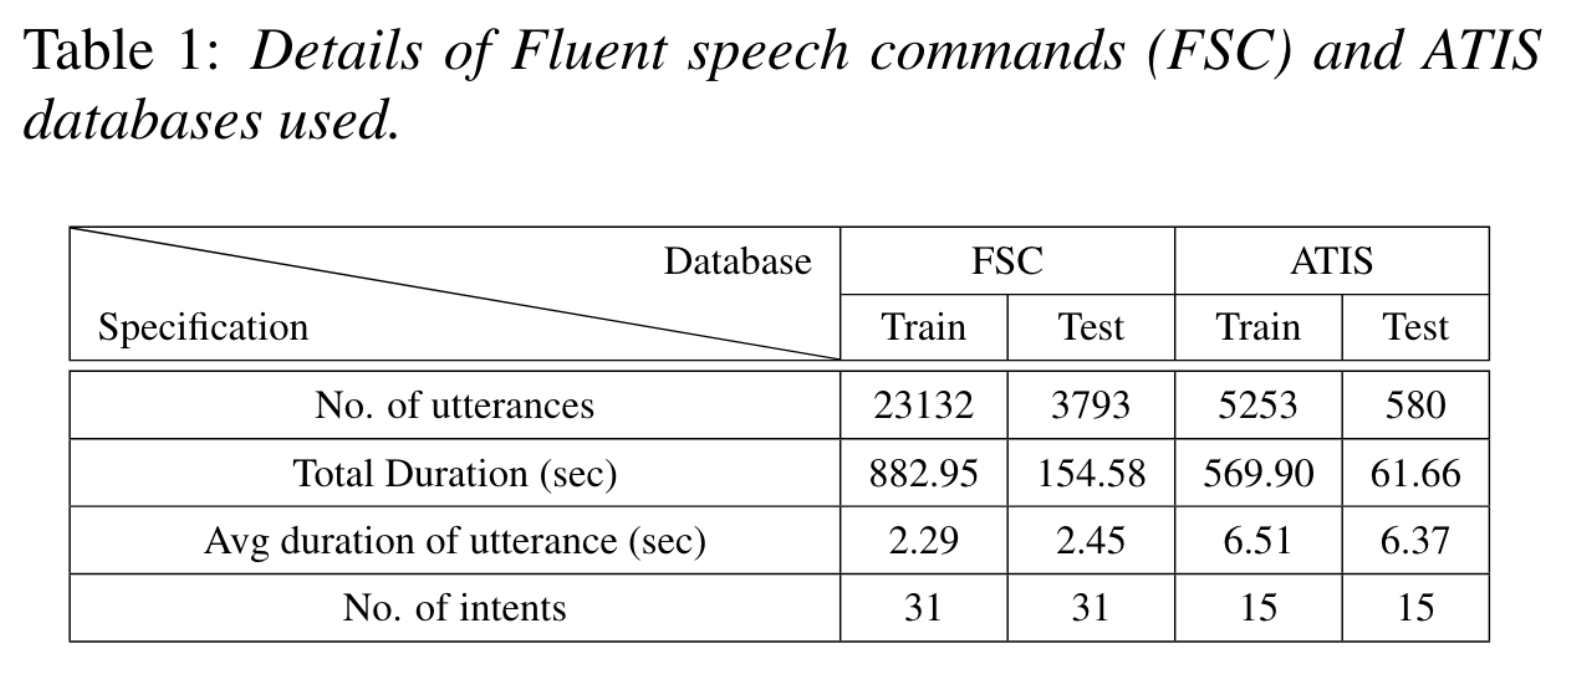 Table 1: Details of Fluent speech commands (FSC) and ATIS
databases used.
Database FSC ATIS
Specification Train Test Train Test
No. of utterances 23132 3793 5253 580
Total Duration (sec) 882.95 154.58 569.90 61.66
Avg duration of utterance (sec) 2.29 2.45 6.51 6.37
No. of intents 31 31 15 15